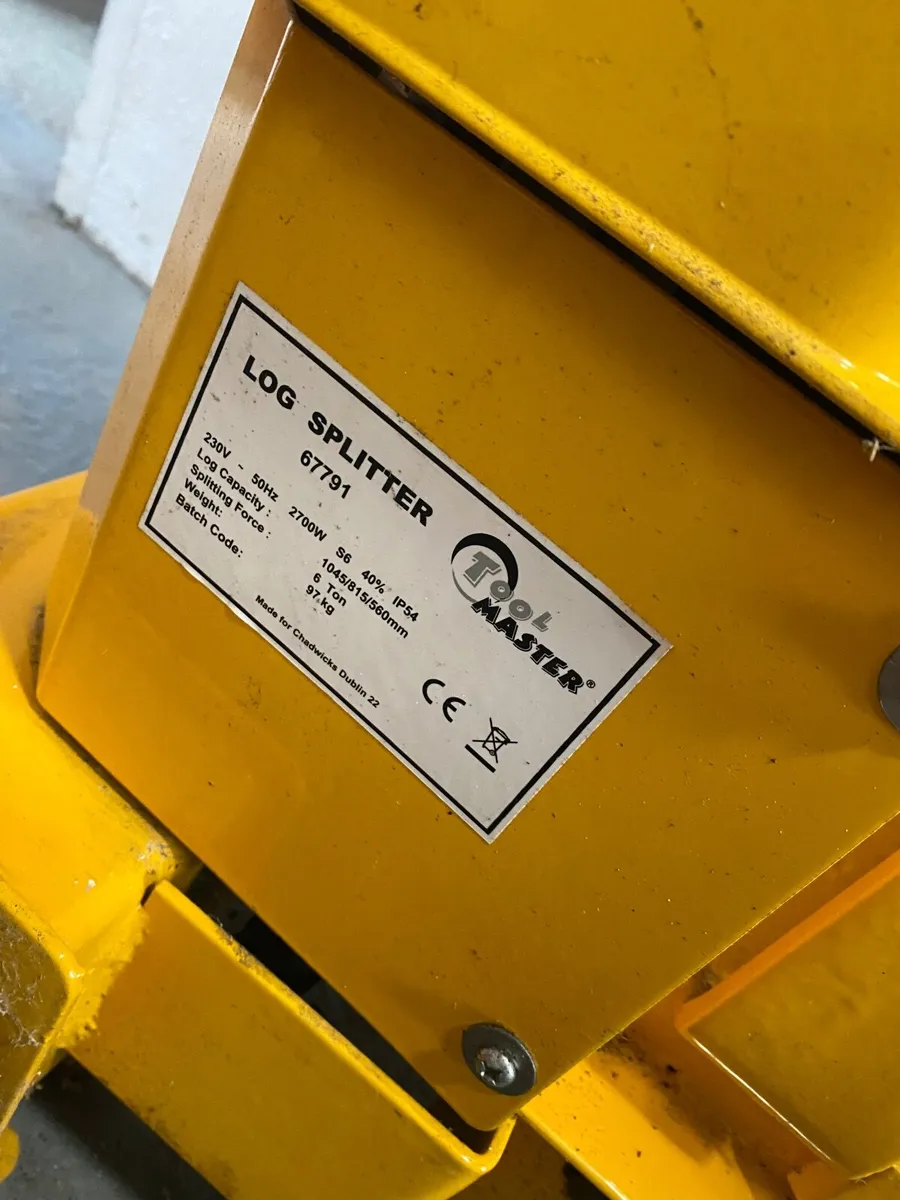 LOG SPLITTER
67791
230V ~ 50Hz 2700W S6 40% IP54
Log Capacity : 1045/815/560mm
Splitting Force : 6 Ton
Weight: 97.kg
Batch Code:
Made for Chadwicks Dublin 22
TOOL
MASTER®
CE